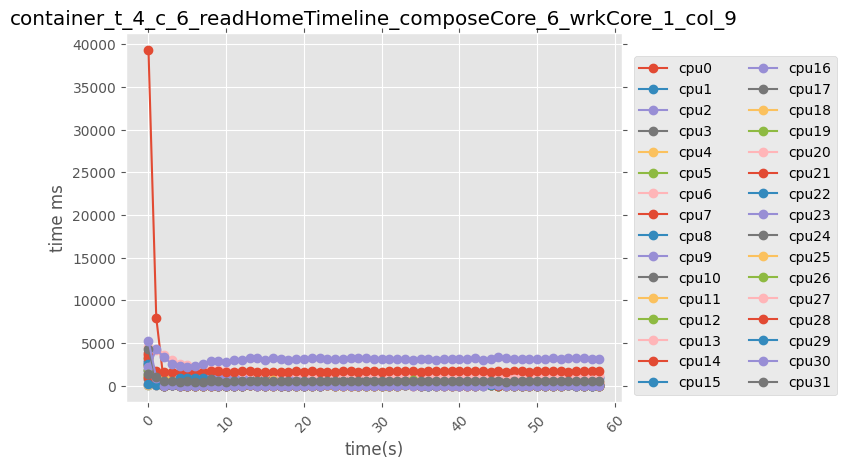 container_t_4_c_6_readHomeTimeline_composeCore_6_wrkCore_1_col_9
40000
35000
30000
25000
20000
15000
10000
5000
0
time ms
0
10
20
30
40
50
60
time(s)
cpu0
cpu1
cpu2
cpu3
cpu4
cpu5
cpu6
cpu7
cpu8
cpu9
cpu10
cpu11
cpu12
cpu13
cpu14
cpu15
cpu16
cpu17
cpu18
cpu19
cpu20
cpu21
cpu22
cpu23
cpu24
cpu25
cpu26
cpu27
cpu28
cpu29
cpu30
cpu31